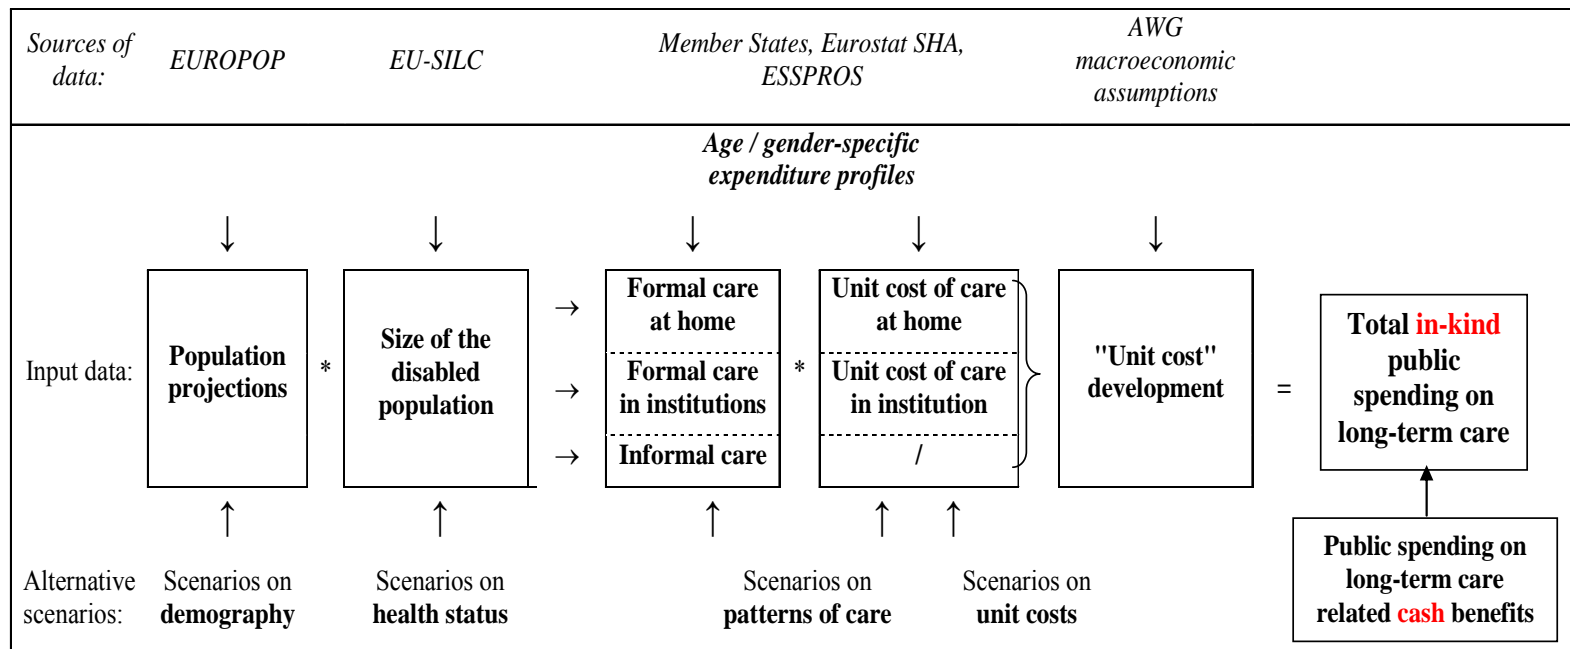 Sources of
data:
EUROPOP
EU-SILC
Member States, Eurostat SHA,
ESSPROS
AWG
macroeconomic
assumptions
Age / gender-specific
expenditure profiles
↓ ↓ ↓ ↓ ↓
Input data:
Population
projections
*
Size of the
disabled
population
→
→
→
Formal care
at home
Formal care
in institutions
Informal care
*
Unit cost of care
at home
Unit cost of care
in institution
/
"Unit cost"
development
=
Total in-kind
public
spending on
long-term care
↑ ↑ ↑ ↑ ↑
Alternative
scenarios:
Scenarios on
demography
Scenarios on
health status
Scenarios on
patterns of care
Scenarios on
unit costs
Public spending on
long-term care
related cash benefits